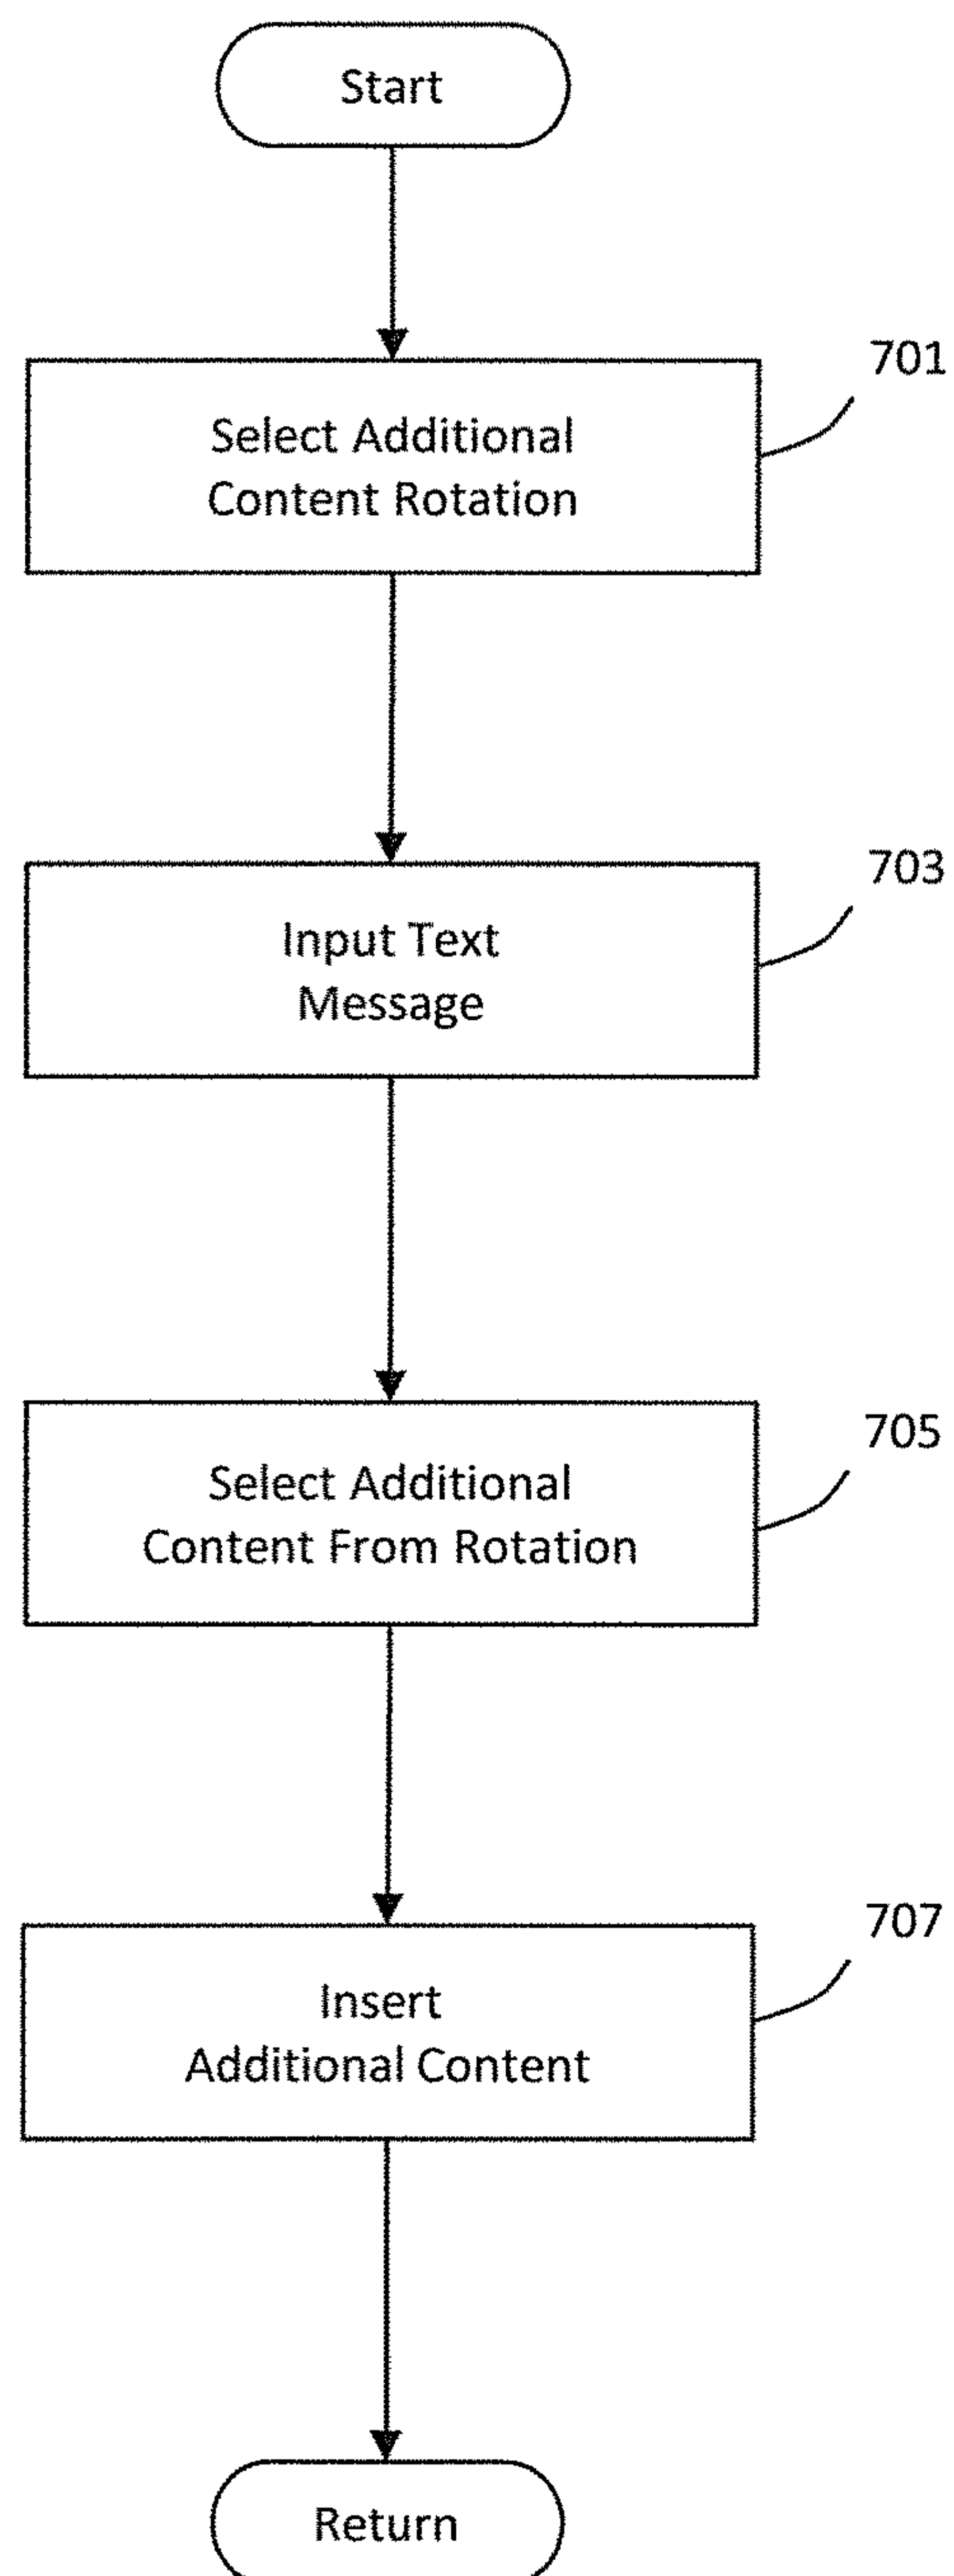 Start
701
Select Additional
Content Rotation
703
Input Text
Message
705
Select Additional
Content From Rotation
707
Insert
Additional Content
Return